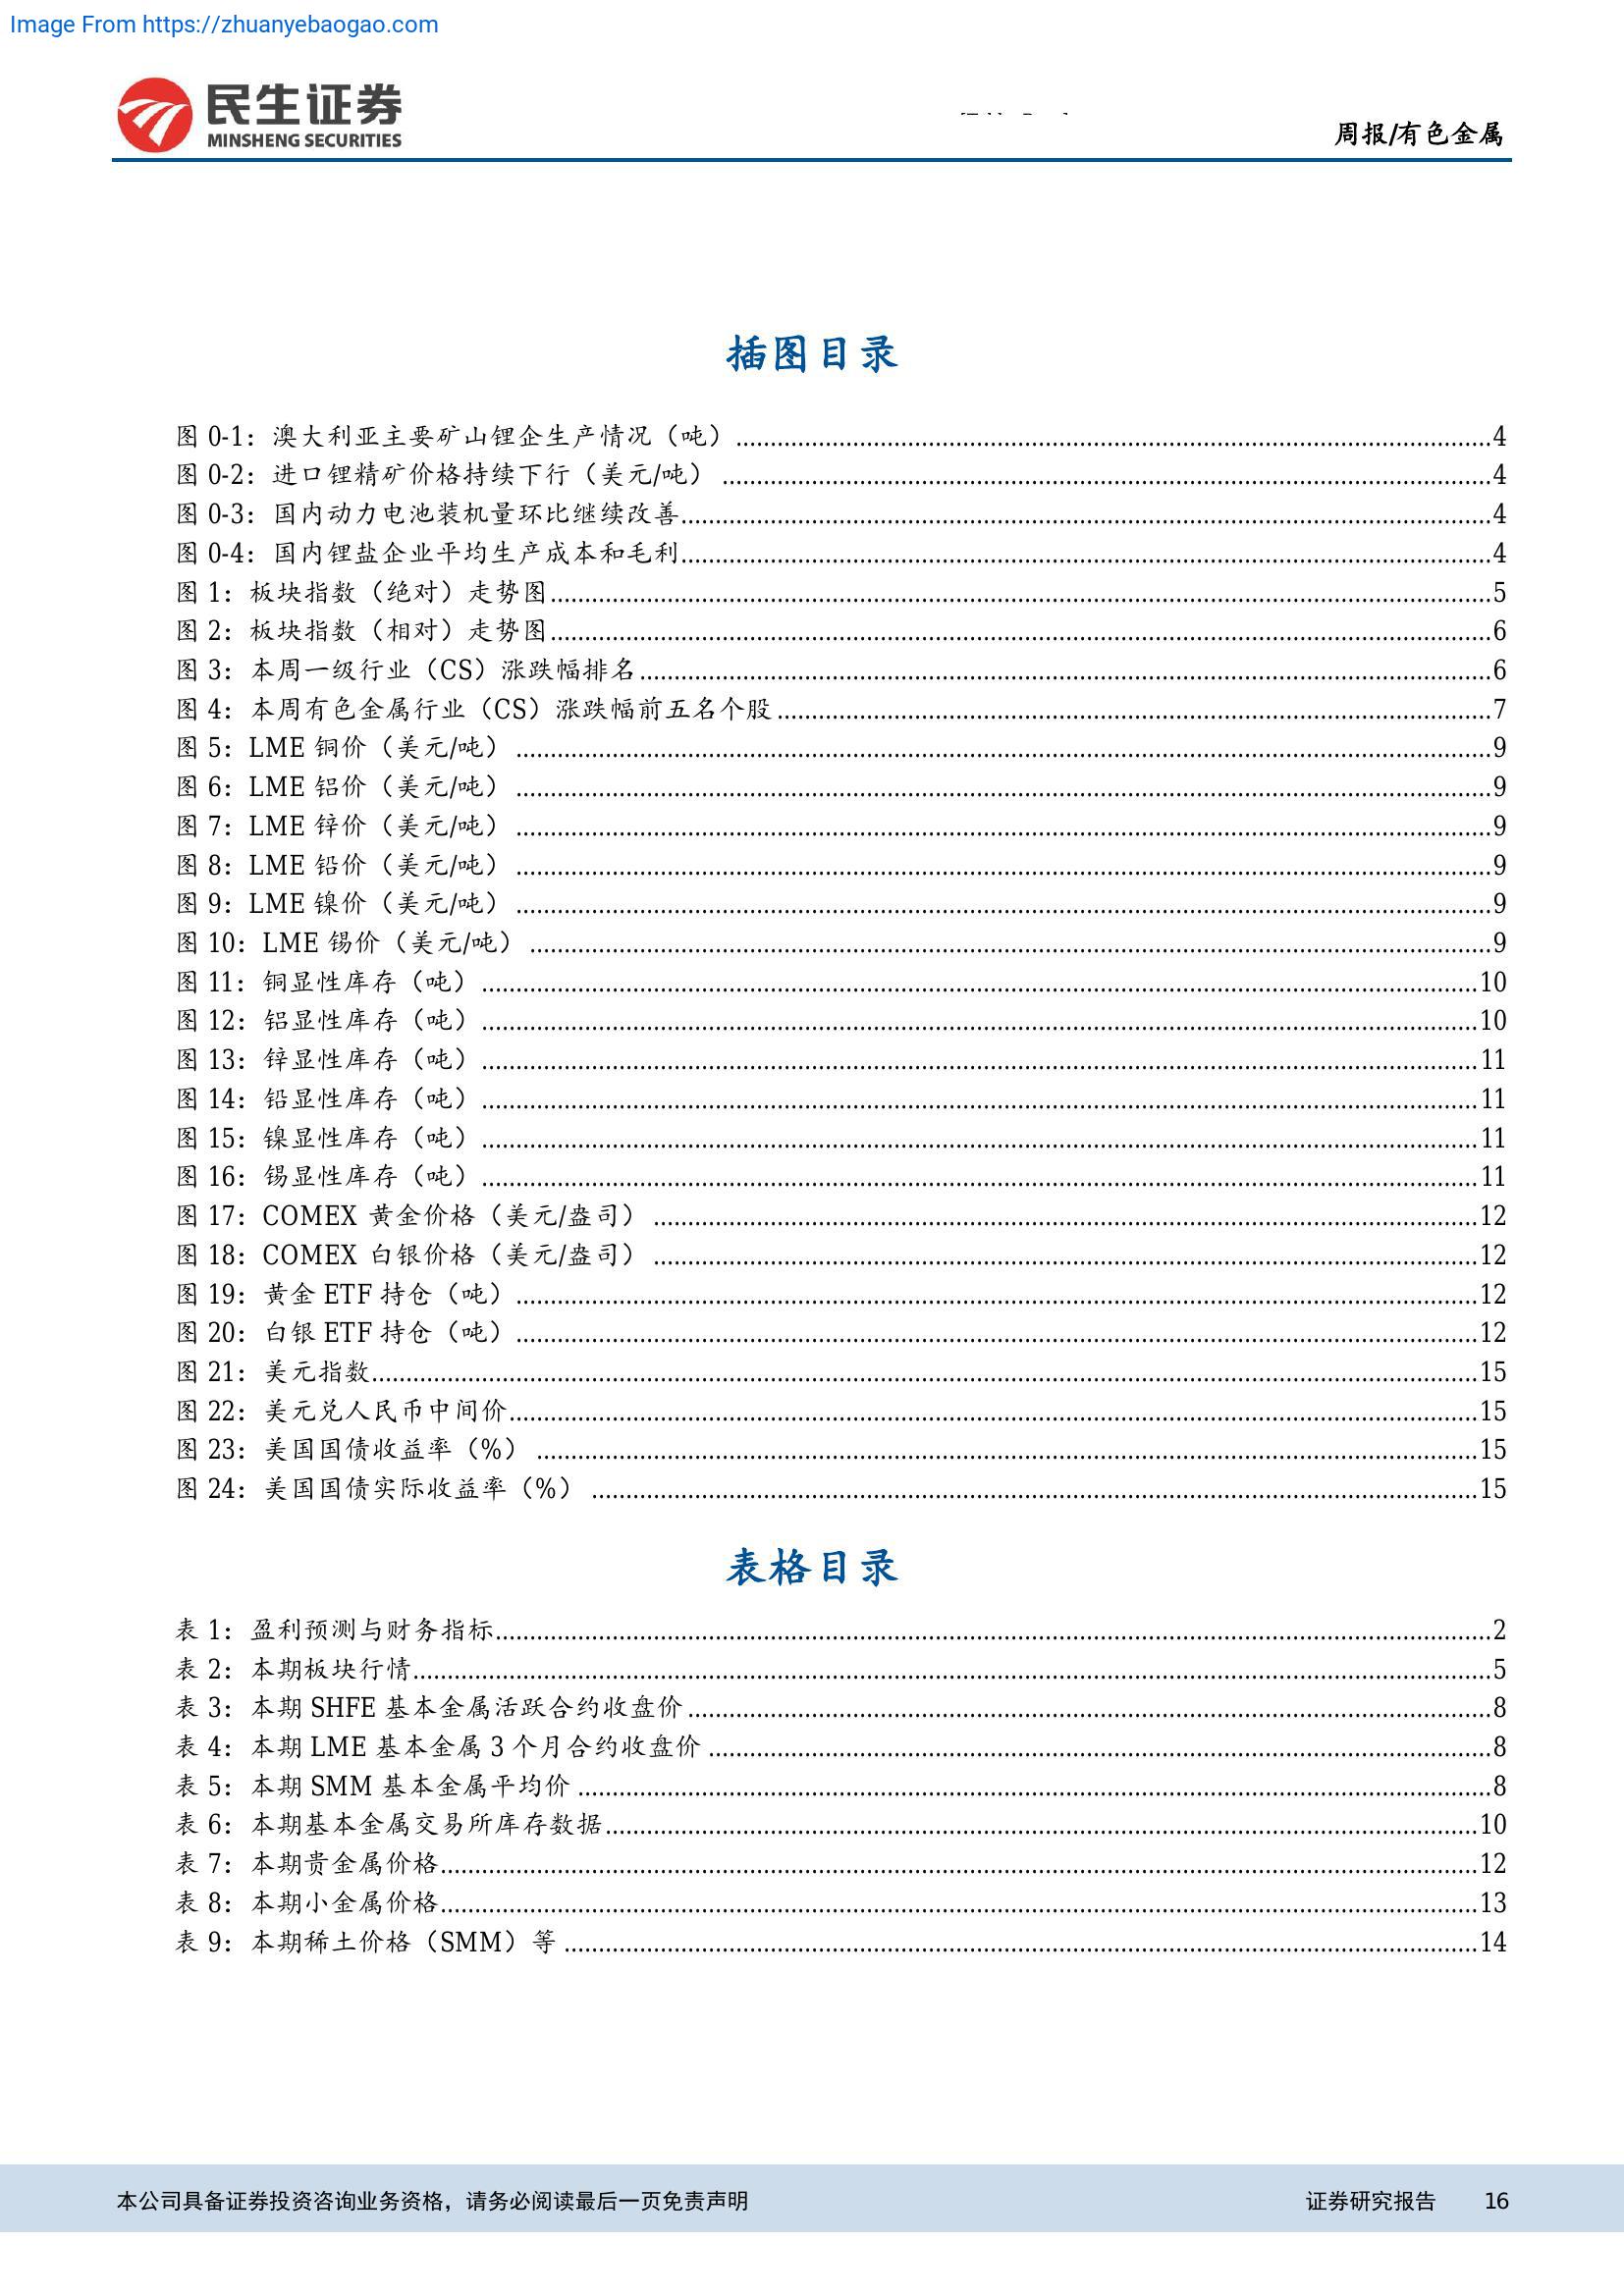 Image From https://zhuanyebaogao.com
民生证券
MINSHENG SECURITIES
周报/有色金属
插图目录
图 0-1：澳大利亚主要矿山锂企生产情况（吨）4
图 0-2：进口锂精矿价格持续下行（美元/吨）4
图 0-3：国内动力电池装机量环比继续改善4
图 0-4：国内锂盐企业平均生产成本和毛利4
图 1：板块指数（绝对）走势图5
图 2：板块指数（相对）走势图6
图 3：本周一级行业（CS）涨跌幅排名6
图 4：本周有色金属行业（CS）涨跌幅前五名个股7
图 5：LME 铜价（美元/吨）9
图 6：LME 铝价（美元/吨）9
图 7：LME 锌价（美元/吨）9
图 8：LME 铅价（美元/吨）9
图 9：LME 镍价（美元/吨）9
图 10：LME 锡价（美元/吨）9
图 11：铜显性库存（吨）10
图 12：铝显性库存（吨）10
图 13：锌显性库存（吨）11
图 14：铅显性库存（吨）11
图 15：镍显性库存（吨）11
图 16：锡显性库存（吨）11
图 17：COMEX 黄金价格（美元/盎司）12
图 18：COMEX 白银价格（美元/盎司）12
图 19：黄金 ETF 持仓（吨）12
图 20：白银 ETF 持仓（吨）12
图 21：美元指数15
图 22：美元兑人民币中间价15
图 23：美国国债收益率（%）15
图 24：美国国债实际收益率（%）15
表格目录
表 1：盈利预测与财务指标2
表 2：本期板块行情5
表 3：本期 SHFE 基本金属活跃合约收盘价8
表 4：本期 LME 基本金属 3 个月合约收盘价8
表 5：本期 SMM 基本金属平均价8
表 6：本期基本金属交易所库存数据10
表 7：本期贵金属价格12
表 8：本期小金属价格13
表 9：本期稀土价格（SMM）等14
本公司具备证券投资咨询业务资格，请务必阅读最后一页免责声明 证券研究报告 16